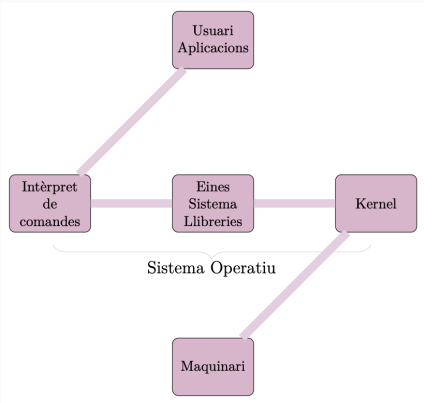 Usuari
Aplicacions
Intèrpret
de
comandes
Eines
Sistema
Llibreries
Kernel
Sistema Operatiu
Maquinari